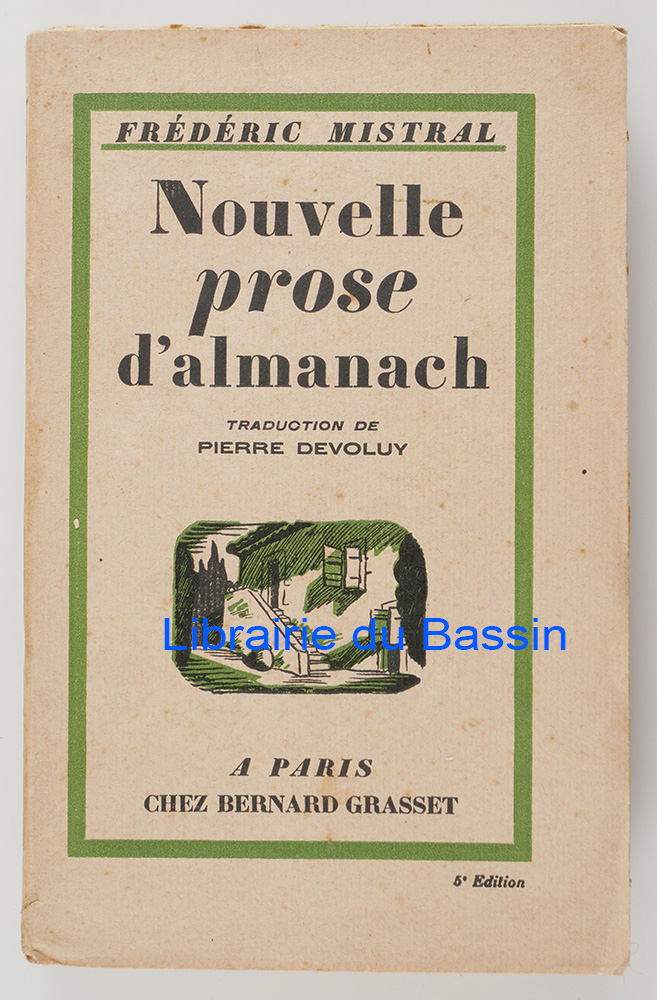 FRÉDÉRIC MISTRAL
Nouvelle
prose
d'almanach
TRADUCTION DE
PIERRE DEVOLUY
Librairie du Bassin
A PARIS
CHEZ BERNARD GRASSET
5e Edition